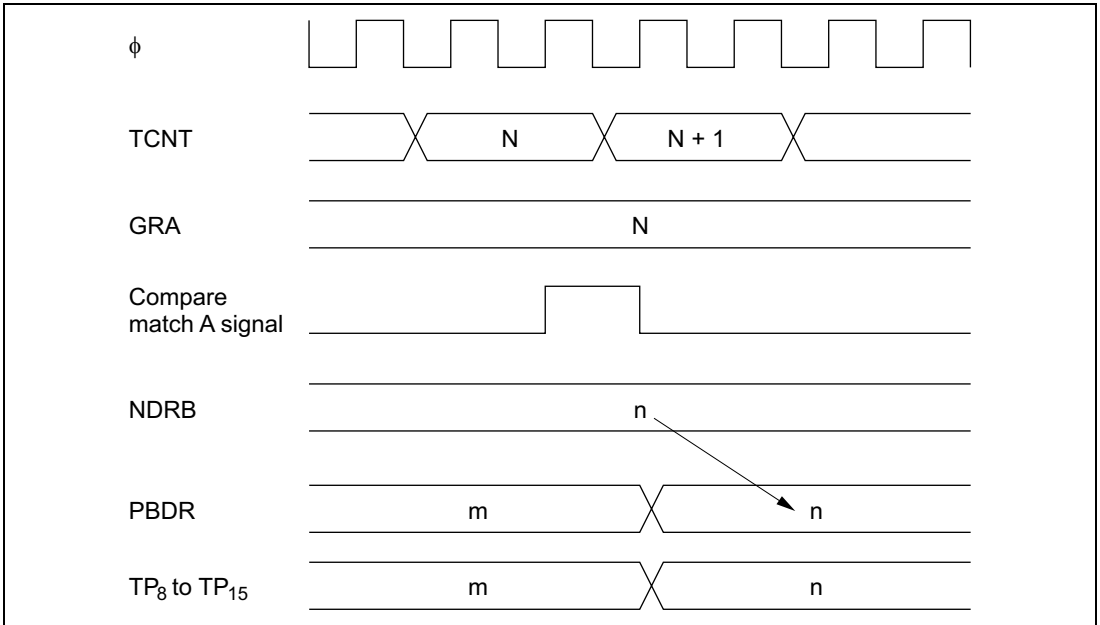 ϕ
TCNT
N
N + 1
GRA
N
Compare
match A signal
NDRB
n
PBDR
m
n
TP8 to TP15
m
n